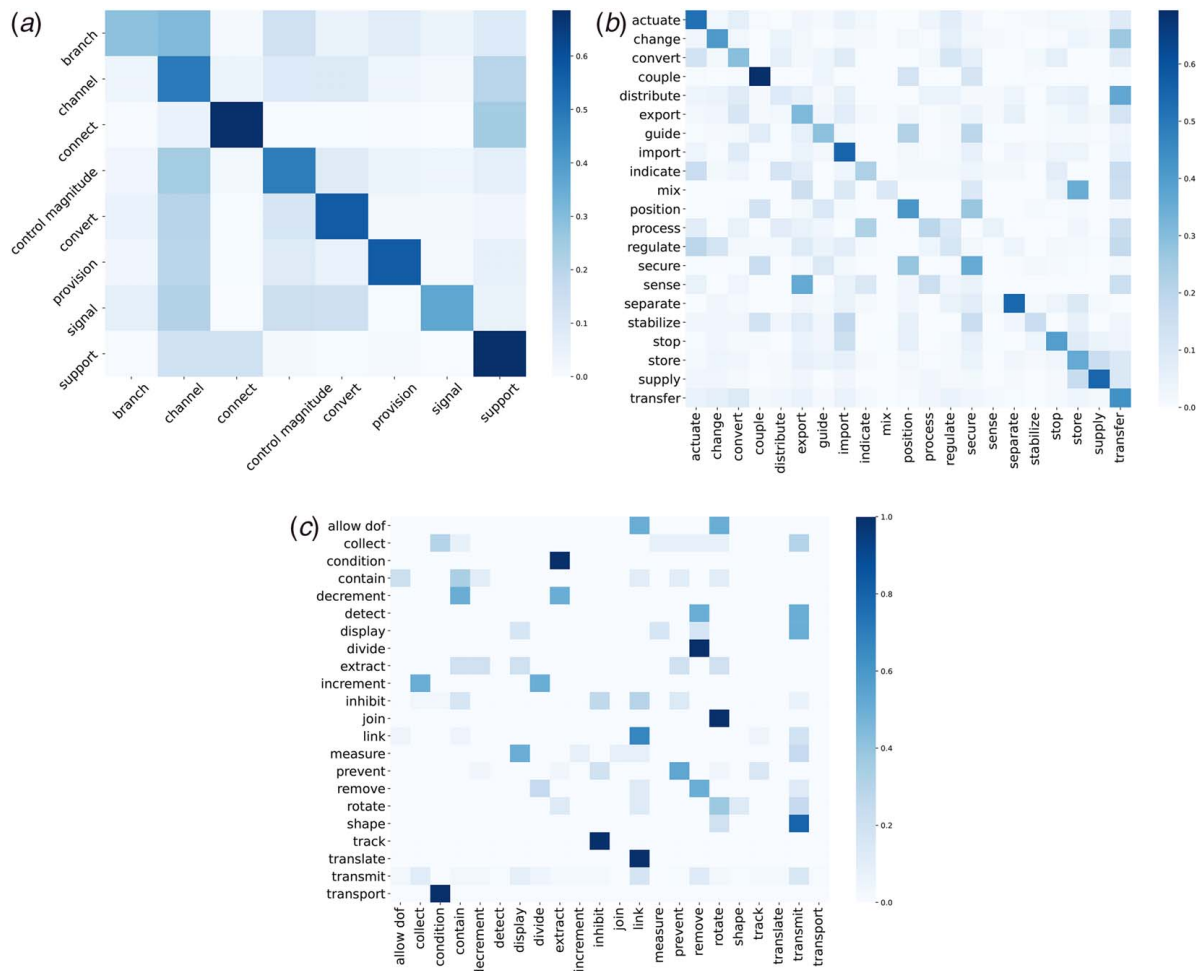 (a)
branch
channel
connect
control magnitude
convert
provision
signal
support
branch
channel
connect
control magnitude
convert
provision
signal
support
0.6
0.5
0.4
0.3
0.2
0.1
0.0
(b)
actuate
change
convert
couple
distribute
export
guide
import
indicate
mix
position
process
regulate
secure
sense
separate
stabilize
stop
store
supply
transfer
actuate
change
convert
couple
distribute
export
guide
import
indicate
mix
position
process
regulate
secure
sense
separate
stabilize
stop
store
supply
transfer
0.6
0.5
0.4
0.3
0.2
0.1
0.0
(c)
allow dof
collect
condition
contain
decrement
detect
display
divide
extract
increment
inhibit
join
link
measure
prevent
remove
rotate
shape
track
translate
transmit
transport
allow dof
collect
condition
contain
decrement
detect
display
divide
extract
increment
inhibit
join
link
measure
prevent
remove
rotate
shape
track
translate
transmit
transport
1.0
0.8
0.6
0.4
0.2
0.0